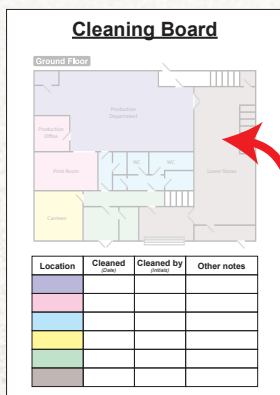 Cleaning Board
Ground Floor
Production
Department
Production
Office
WC
WC
Print Room
Lower Stores
Canteen
Location
Cleaned
(Date)
Cleaned by
(Initials)
Other notes